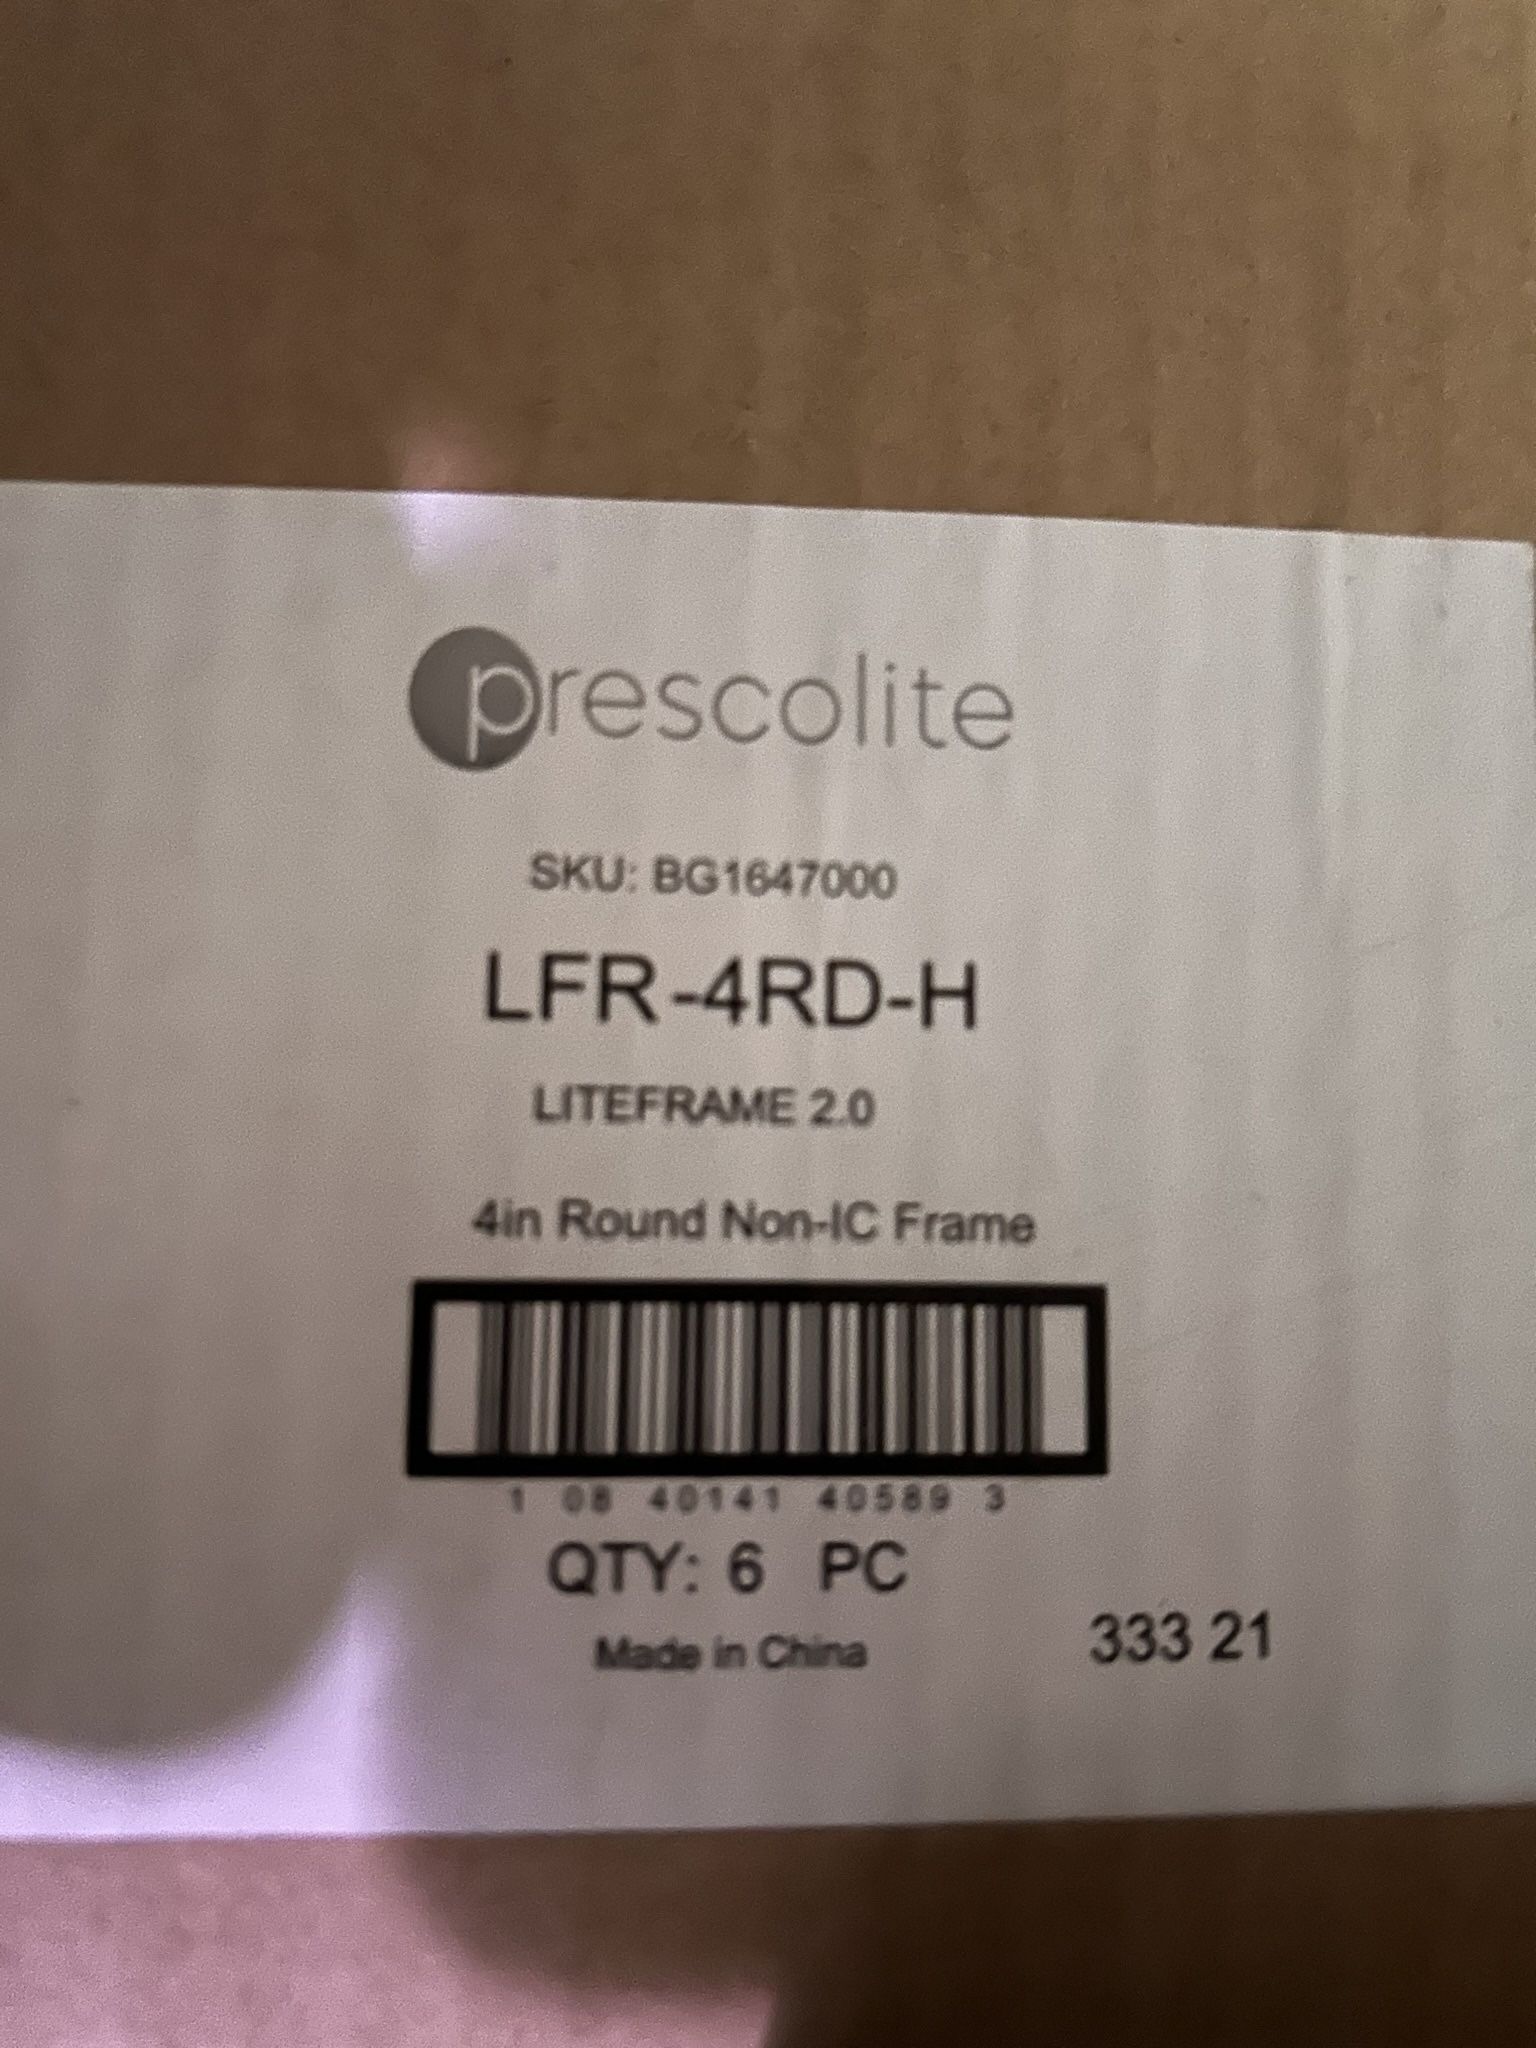 prescolite
SKU: BG1647000
LFR-4RD-H
LITEFRAME 2.0
4in Round Non-IC Frame
1 08 40141 40589 3
QTY: 6 PC
Made in China
333 21